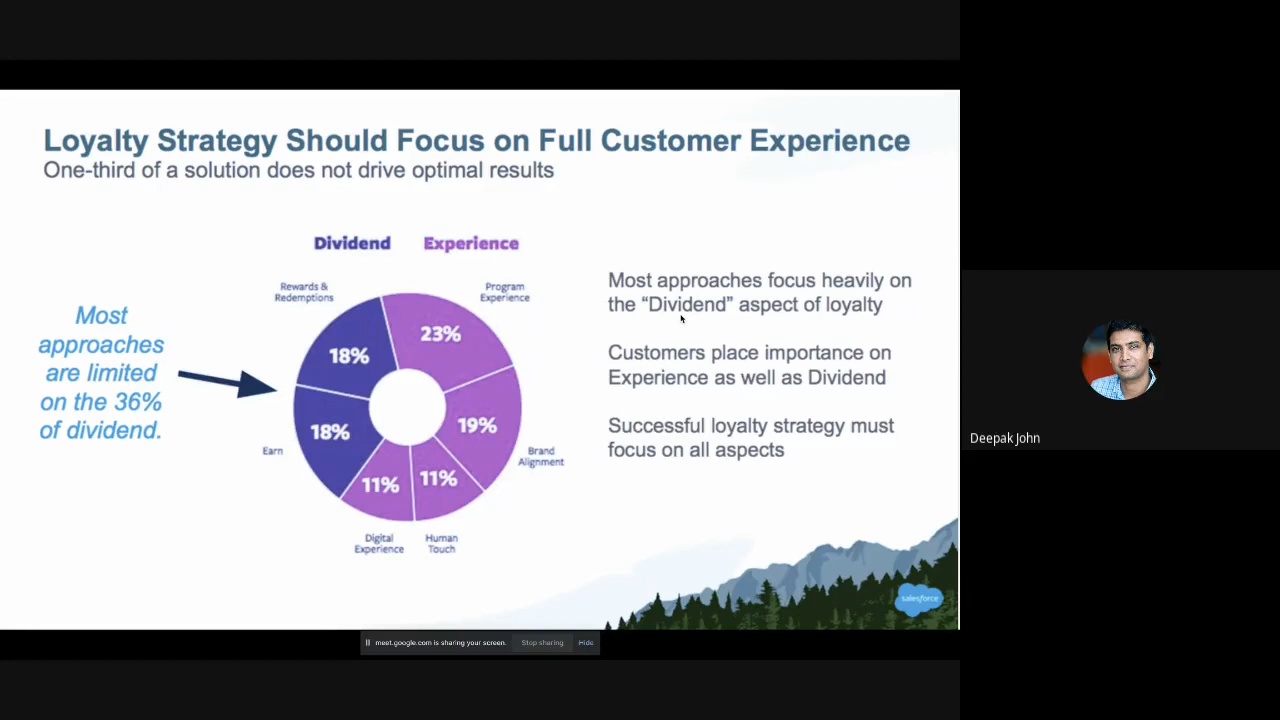 Loyalty Strategy Should Focus on Full Customer Experience
One-third of a solution does not drive optimal results
Dividend
Experience
Rewards &
Redemptions
Program
Experience
23%
18%
18%
19%
11%
11%
Earn
Brand
Alignment
Digital
Experience
Human
Touch
Most
approaches
are limited
on the 36%
of dividend.
Most approaches focus heavily on
the “Dividend” aspect of loyalty
Customers place importance on
Experience as well as Dividend
Successful loyalty strategy must
focus on all aspects
salesforce
meet.google.com is sharing your screen.
Stop sharing
Hide
Deepak John